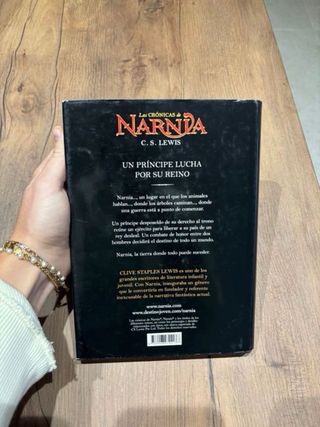 Las CRÓNICAS de
NARNIA
C. S. LEWIS
UN PRÍNCIPE LUCHA
POR SU REINO
Narnia..., un lugar en el que los animales
hablan..., donde los árboles caminan..., donde
una guerra está a punto de comenzar.
Un príncipe desposeído de su derecho al trono
reúne un ejército para liberar a su país de un
rey desleal. Un combate de honor entre dos
hombres decidirá el destino de todo un mundo.
Narnia, la tierra donde todo puede suceder.
CLIVE STAPLES LEWIS es uno de los
grandes escritores de literatura infantil y
juvenil. Con Narnia, inauguraba un género
que le convertiría en fundador y referente
inexcusable de la narrativa fantástica actual.
www.narnia.com
www.destinojoven.com/narnia